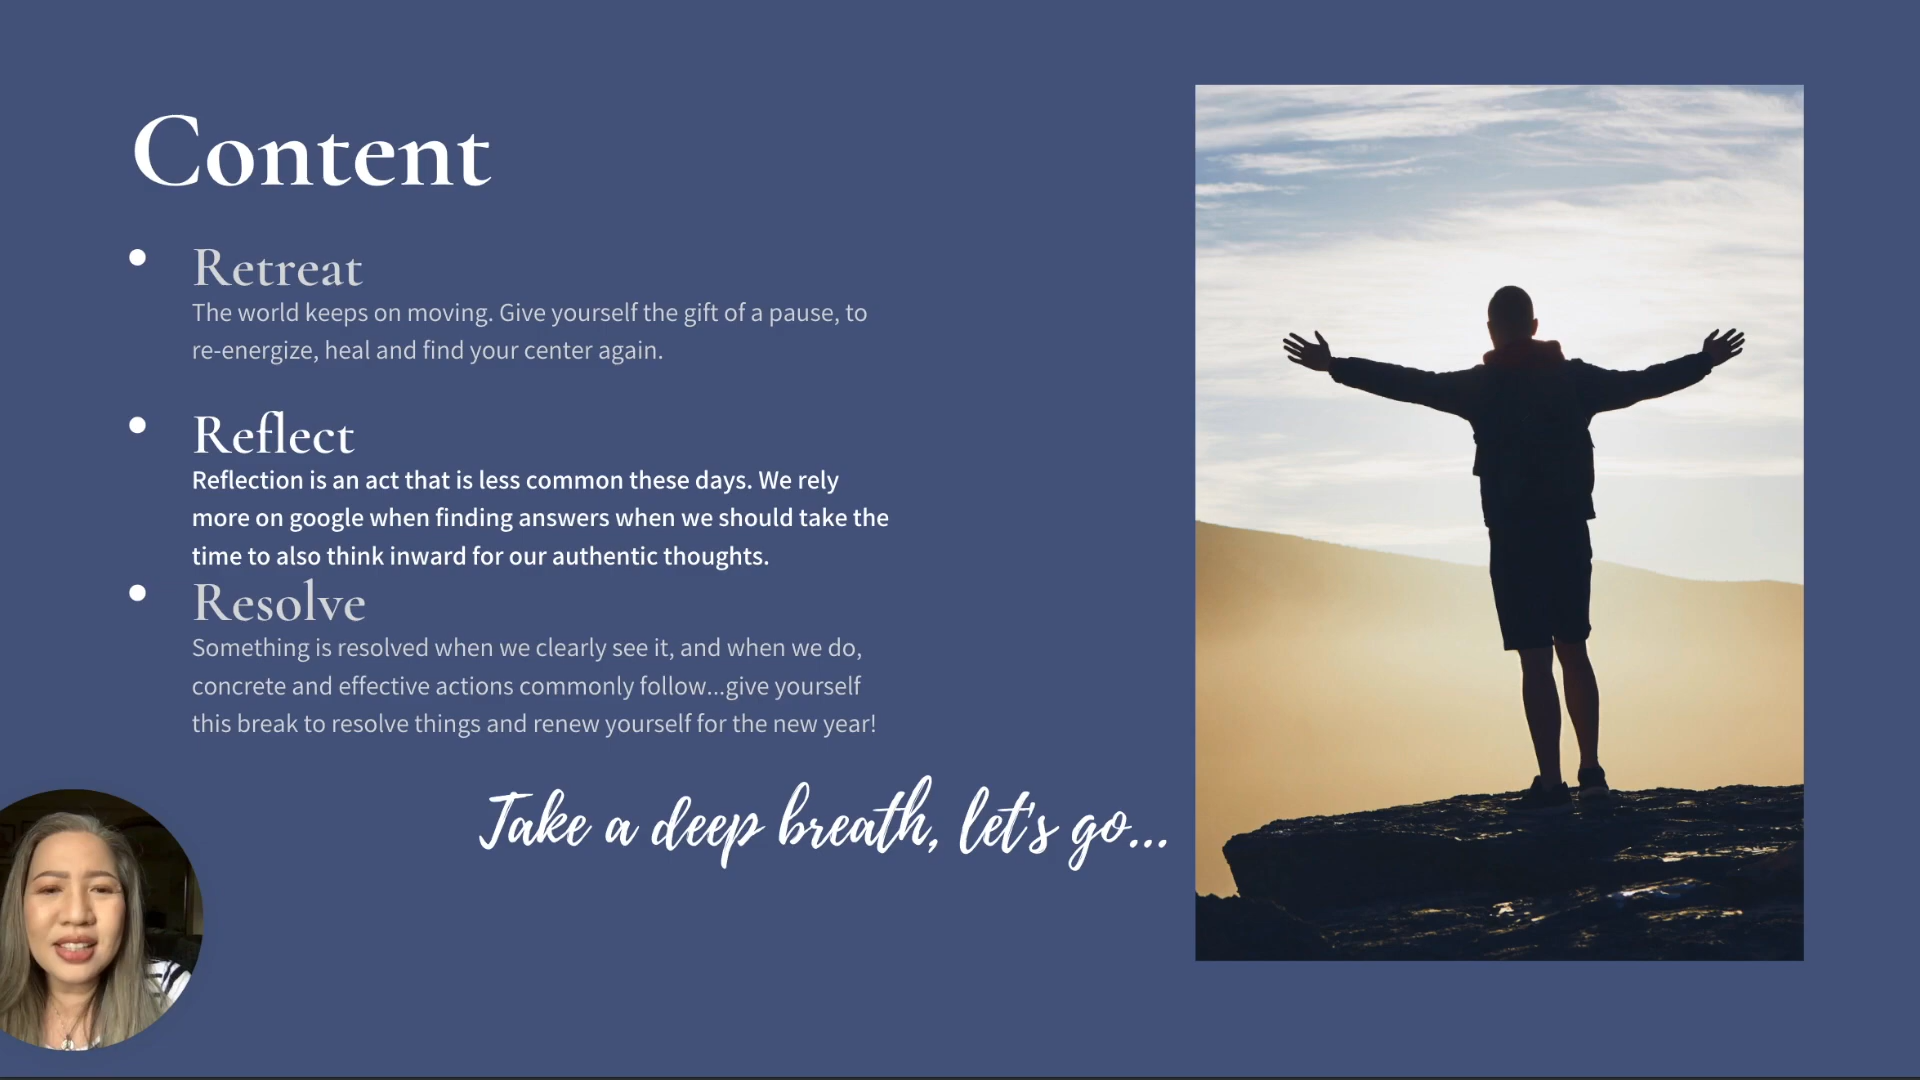 Content
Retreat
The world keeps on moving. Give yourself the gift of a pause, to
re-energize, heal and find your center again.
Reflect
Reflection is an act that is less common these days. We rely
more on google when finding answers when we should take the
time to also think inward for our authentic thoughts.
Resolve
Something is resolved when we clearly see it, and when we do,
concrete and effective actions commonly follow...give yourself
this break to resolve things and renew yourself for the new year!
Take a deep breath, let's go...